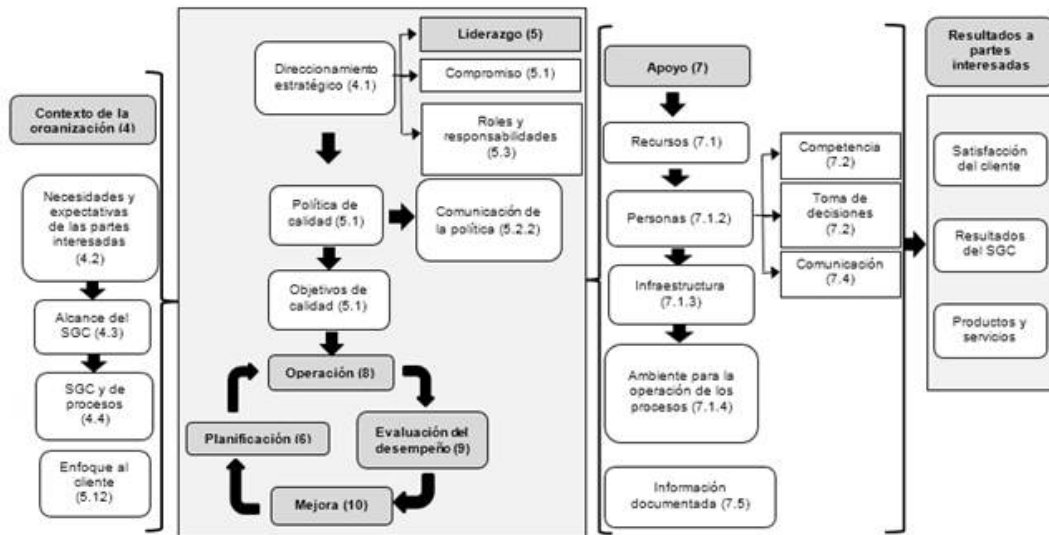 Contexto de la
organización (4)
Necesidades y
expectativas
de las partes
interesadas
(4.2)
Alcance del
SGC (4.3)
SGC y de
procesos
(4.4)
Enfoque al
cliente
(5.12)
Direccionamiento
estratégico (4.1)
Liderazgo (5)
Compromiso (5.1)
Roles y
responsabilidades
(5.3)
Política de
calidad (5.1)
Comunicación de
la política (5.2.2)
Objetivos de
calidad (5.1)
Operación (8)
Planificación (6)
Evaluación del
desempeño (9)
Mejora (10)
Apoyo (7)
Recursos (7.1)
Personas (7.1.2)
Competencia
(7.2)
Toma de
decisiones
(7.2)
Comunicación
(7.4)
Infraestructura
(7.1.3)
Ambiente para la
operación de los
procesos (7.1.4)
Información
documentada (7.5)
Resultados a
partes
interesadas
Satisfacción
del cliente
Resultados
del SGC
Productos y
servicios